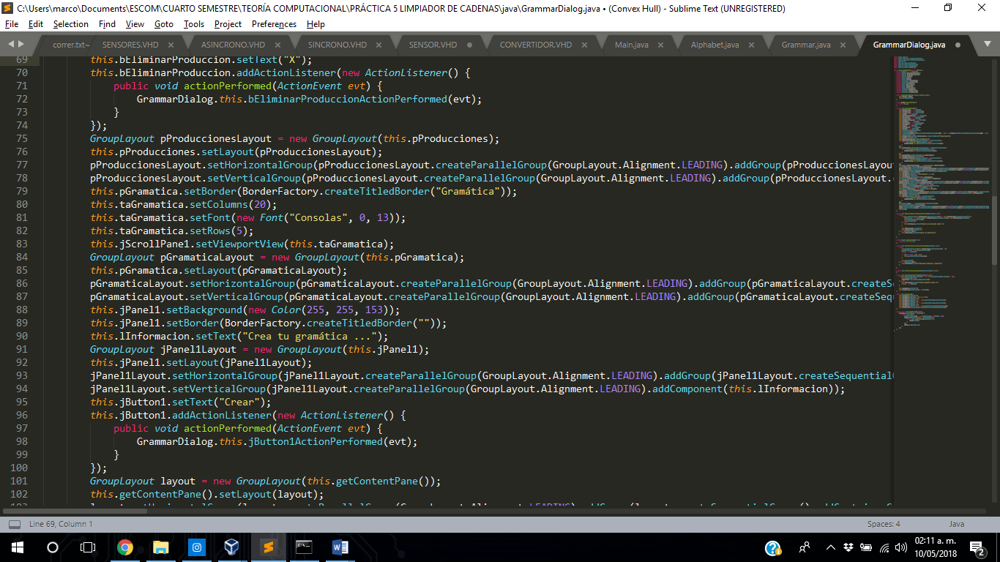 C:\Users\marco\Documents\ESCOM\CUARTO SEMESTRE\TEORÍA COMPUTACIONAL\PRÁCTICA 5 LIMPIADOR DE CADENAS\java\GrammarDialog.java • (Convex Hull) - Sublime Text (UNREGISTERED)
File Edit Selection Find View Goto Tools Project Preferences Help
correr.txt~ SENSORES.VHD ASINCRONO.VHD SINCRONO.VHD SENSOR.VHD CONVERTIDOR.VHD Main.java Alphabet.java Grammar.java GrammarDialog.java
69 this.bEliminarProduccion.setText("X");
70 this.bEliminarProduccion.addActionListener(new ActionListener() {
71 public void actionPerformed(ActionEvent evt) {
72 GrammarDialog.this.bEliminarProduccionActionPerformed(evt);
73 }
74 });
75 GroupLayout pProduccionesLayout = new GroupLayout(this.pProducciones);
76 this.pProducciones.setLayout(pProduccionesLayout);
77 pProduccionesLayout.setHorizontalGroup(pProduccionesLayout.createParallelGroup(GroupLayout.Alignment.LEADING).addGroup(pProduccionesLayou
78 pProduccionesLayout.setVerticalGroup(pProduccionesLayout.createParallelGroup(GroupLayout.Alignment.LEADING).addGroup(pProduccionesLayout.
79 this.pGramatica.setBorder(BorderFactory.createTitledBorder("Gramática"));
80 this.taGramatica.setColumns(20);
81 this.taGramatica.setFont(new Font("Consolas", 0, 13));
82 this.taGramatica.setRows(5);
83 this.jScrollPane1.setViewportView(this.taGramatica);
84 GroupLayout pGramaticaLayout = new GroupLayout(this.pGramatica);
85 this.pGramatica.setLayout(pGramaticaLayout);
86 pGramaticaLayout.setHorizontalGroup(pGramaticaLayout.createParallelGroup(GroupLayout.Alignment.LEADING).addGroup(pGramaticaLayout.createS
87 pGramaticaLayout.setVerticalGroup(pGramaticaLayout.createParallelGroup(GroupLayout.Alignment.LEADING).addGroup(pGramaticaLayout.createSeq
88 this.jPanel1.setBackground(new Color(255, 255, 153));
89 this.jPanel1.setBorder(BorderFactory.createTitledBorder(""));
90 this.lInformacion.setText("Crea tu gramática ...");
91 GroupLayout jPanel1Layout = new GroupLayout(this.jPanel1);
92 this.jPanel1.setLayout(jPanel1Layout);
93 jPanel1Layout.setHorizontalGroup(jPanel1Layout.createParallelGroup(GroupLayout.Alignment.LEADING).addGroup(jPanel1Layout.createSequential
94 jPanel1Layout.setVerticalGroup(jPanel1Layout.createParallelGroup(GroupLayout.Alignment.LEADING).addComponent(this.lInformacion));
95 this.jButton1.setText("Crear");
96 this.jButton1.addActionListener(new ActionListener() {
97 public void actionPerformed(ActionEvent evt) {
98 GrammarDialog.this.jButton1ActionPerformed(evt);
99 }
100 });
101 GroupLayout layout = new GroupLayout(this.getContentPane());
102 this.getContentPane().setLayout(layout);
Line 69, Column 1 Spaces: 4 Java
02:11 a. m.
10/05/2018
2